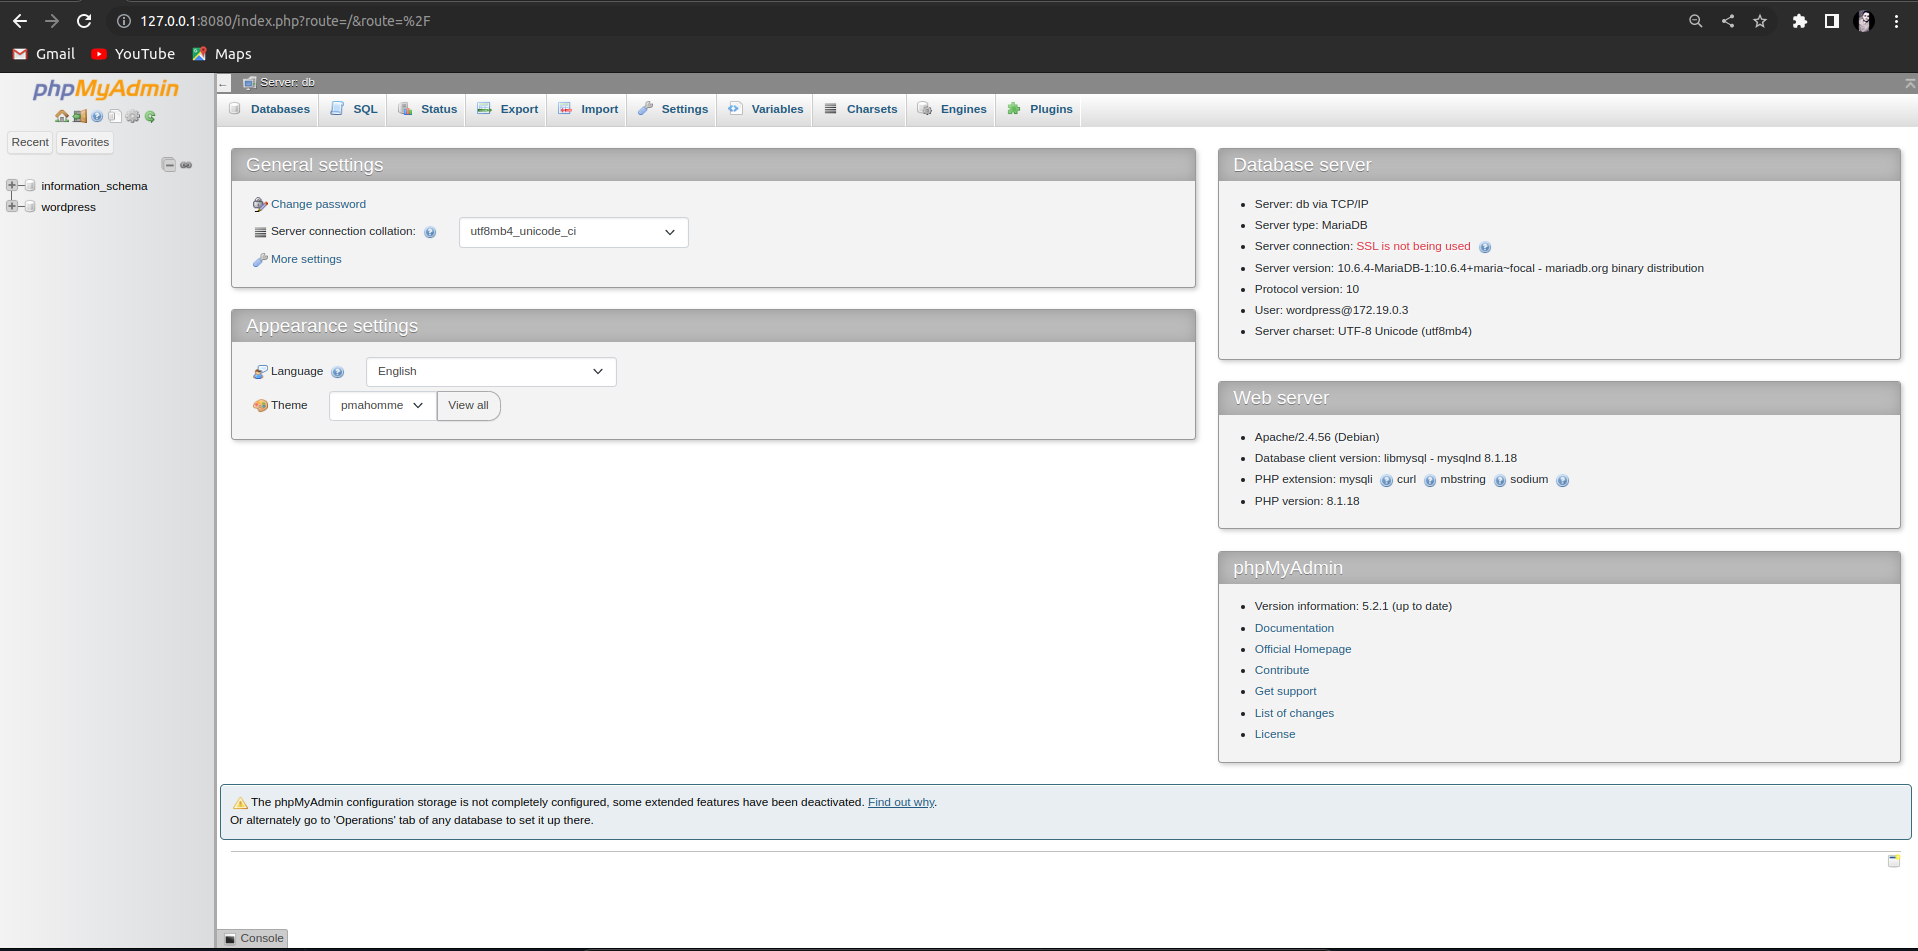 127.0.0.1:8080/index.php?route=/&route=%2F
Gmail YouTube Maps
phpMyAdmin
Recent Favorites
information_schema
wordpress
Server: db
Databases SQL Status Export Import Settings Variables Charsets Engines Plugins
General settings
Change password
Server connection collation: utf8mb4_unicode_ci
More settings
Appearance settings
Language English
Theme pmahomme View all
Database server
Server: db via TCP/IP
Server type: MariaDB
Server connection: SSL is not being used
Server version: 10.6.4-MariaDB-1:10.6.4+maria~focal - mariadb.org binary distribution
Protocol version: 10
User: wordpress@172.19.0.3
Server charset: UTF-8 Unicode (utf8mb4)
Web server
Apache/2.4.56 (Debian)
Database client version: libmysql - mysqlnd 8.1.18
PHP extension: mysqli curl mbstring sodium
PHP version: 8.1.18
phpMyAdmin
Version information: 5.2.1 (up to date)
Documentation
Official Homepage
Contribute
Get support
List of changes
License
The phpMyAdmin configuration storage is not completely configured, some extended features have been deactivated. Find out why.
Or alternately go to 'Operations' tab of any database to set it up there.
Console